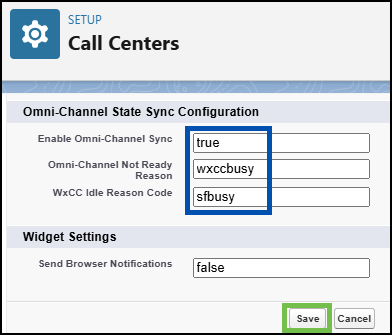 SETUP
Call Centers
Omni-Channel State Sync Configuration
Enable Omni-Channel Sync true
Omni-Channel Not Ready Reason wxccbusy
WxCC Idle Reason Code sfbusy
Widget Settings
Send Browser Notifications false
Save Cancel